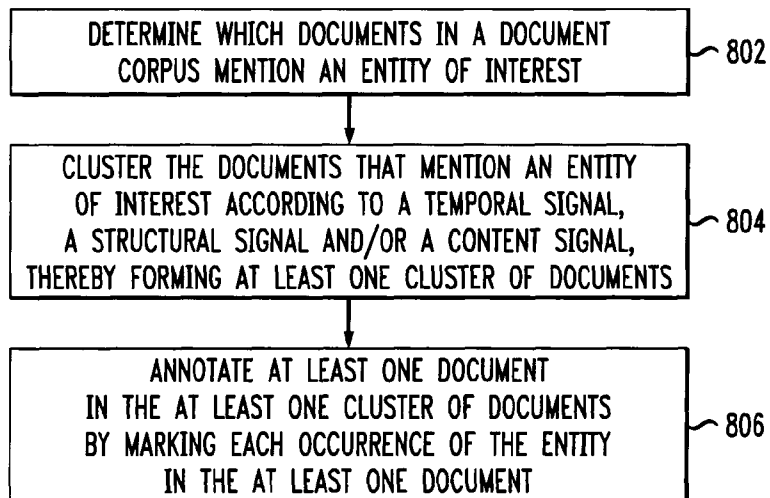 DETERMINE WHICH DOCUMENTS IN A DOCUMENT
CORPUS MENTION AN ENTITY OF INTEREST
802
CLUSTER THE DOCUMENTS THAT MENTION AN ENTITY
OF INTEREST ACCORDING TO A TEMPORAL SIGNAL,
A STRUCTURAL SIGNAL AND/OR A CONTENT SIGNAL,
THEREBY FORMING AT LEAST ONE CLUSTER OF DOCUMENTS
804
ANNOTATE AT LEAST ONE DOCUMENT
IN THE AT LEAST ONE CLUSTER OF DOCUMENTS
BY MARKING EACH OCCURRENCE OF THE ENTITY
IN THE AT LEAST ONE DOCUMENT
806